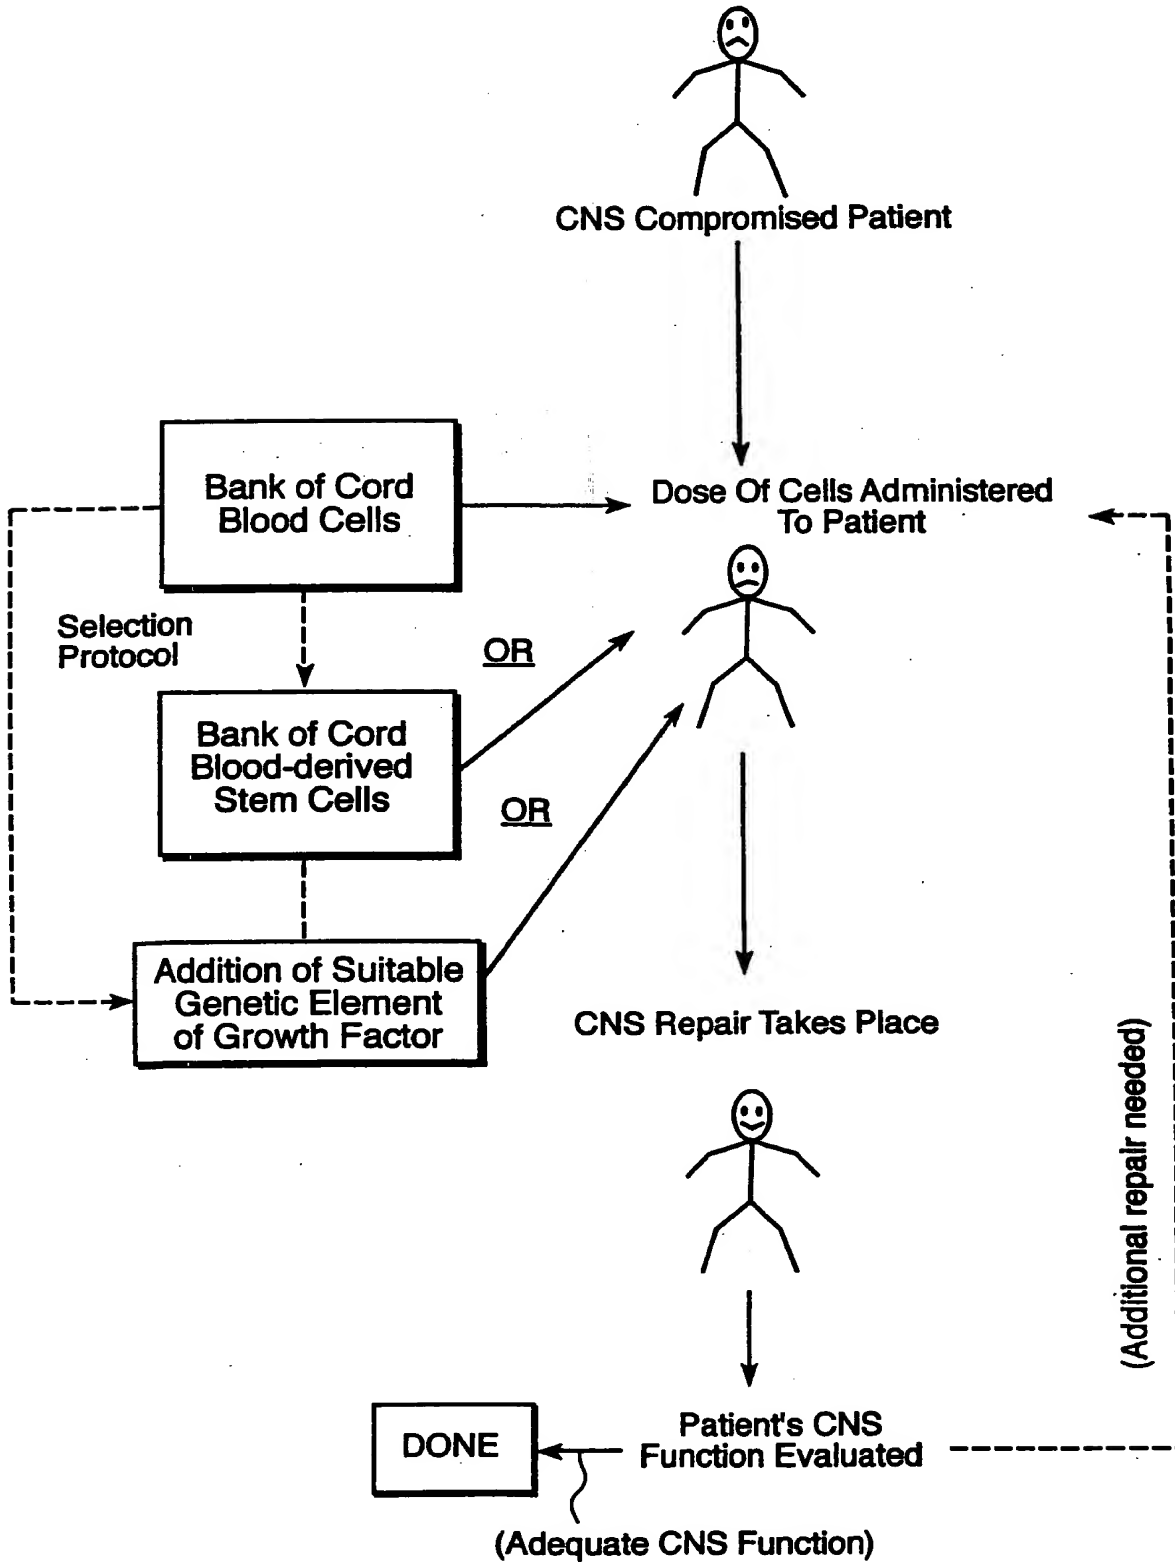 CNS Compromised Patient
Bank of Cord
Blood Cells
Dose Of Cells Administered
To Patient
Selection
Protocol
OR
Bank of Cord
Blood-derived
Stem Cells
OR
Addition of Suitable
Genetic Element
of Growth Factor
CNS Repair Takes Place
(Additional repair needed)
Patient's CNS
Function Evaluated
DONE
(Adequate CNS Function)